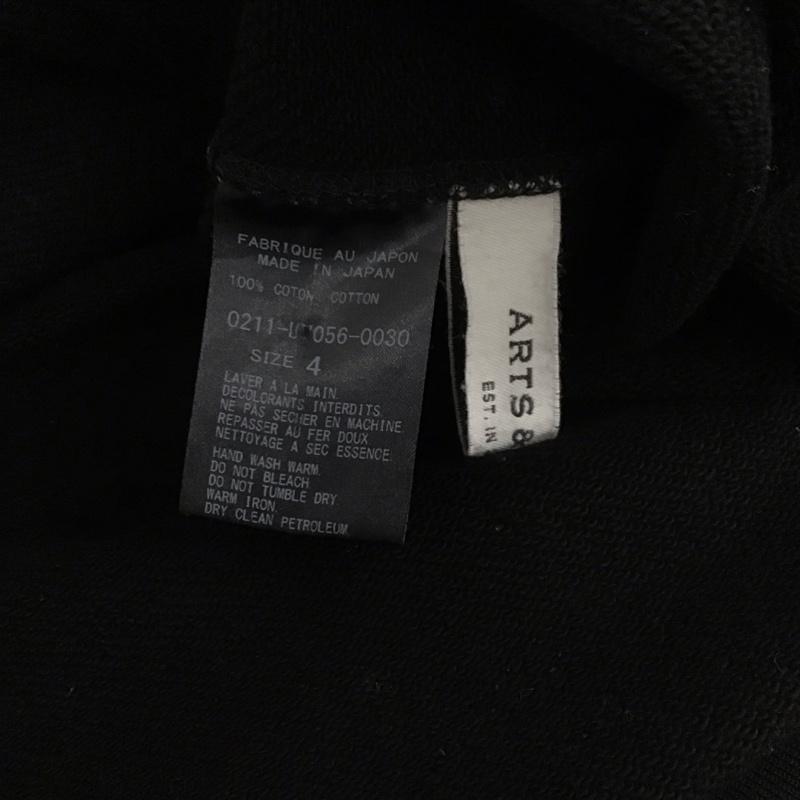 FABRIQUE AU JAPON
MADE IN JAPAN
100% COTON COTTON
SIZE 4
LAVER A LA MAIN
DECOLORANTS INTERDITS.
NE PAS SECHER EN MACHINE.
REPASSER AU FER DOUX
NETTOYAGE A SEC ESSENCE.
HAND WASH WARM.
DO NOT BLEACH
DO NOT TUMBLE DRY
WARM IRON.
DRY CLEAN PETROLEUM
ARTS &
EST. IN